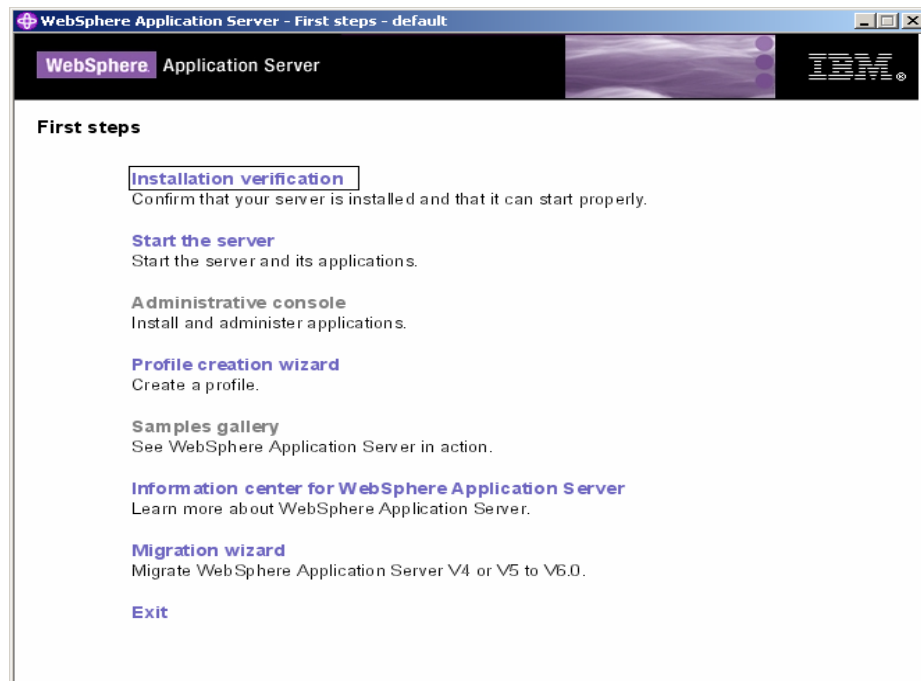 WebSphere Application Server - First steps - default
WebSphere Application Server
IBM®
First steps
Installation verification
Confirm that your server is installed and that it can start properly.
Start the server
Start the server and its applications.
Administrative console
Install and administer applications.
Profile creation wizard
Create a profile.
Samples gallery
See WebSphere Application Server in action.
Information center for WebSphere Application Server
Learn more about WebSphere Application Server.
Migration wizard
Migrate WebSphere Application Server V4 or V5 to V6.0.
Exit